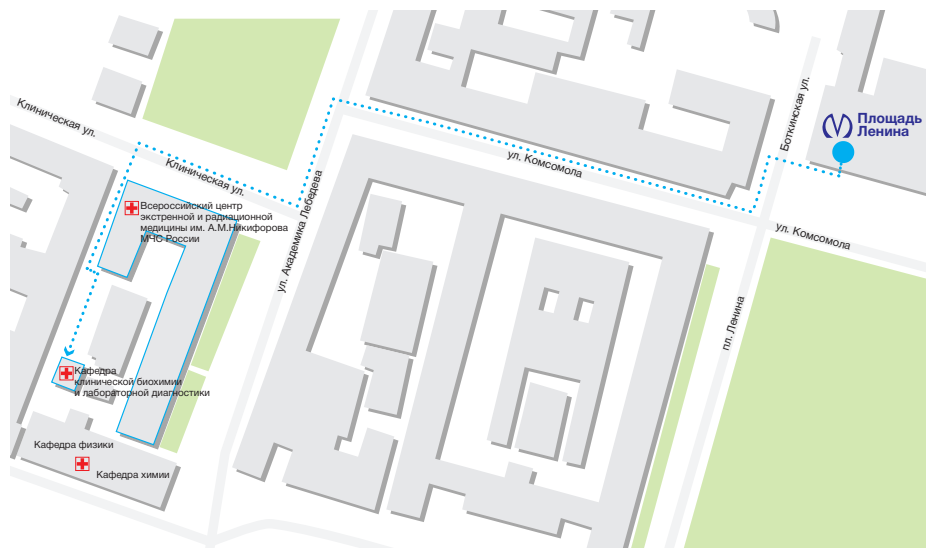 Клиническая ул.
Клиническая ул.
ул. Академика Лебедева
ул. Комсомола
Боткинская ул.
Площадь
Ленина
ул. Комсомола
пл. Ленина
Всероссийский центр
экстренной и радиационной
медицины им. А.М.Никифорова
МЧС России
Кафедра
клинической биохимии
и лабораторной диагностики
Кафедра физики
Кафедра химии